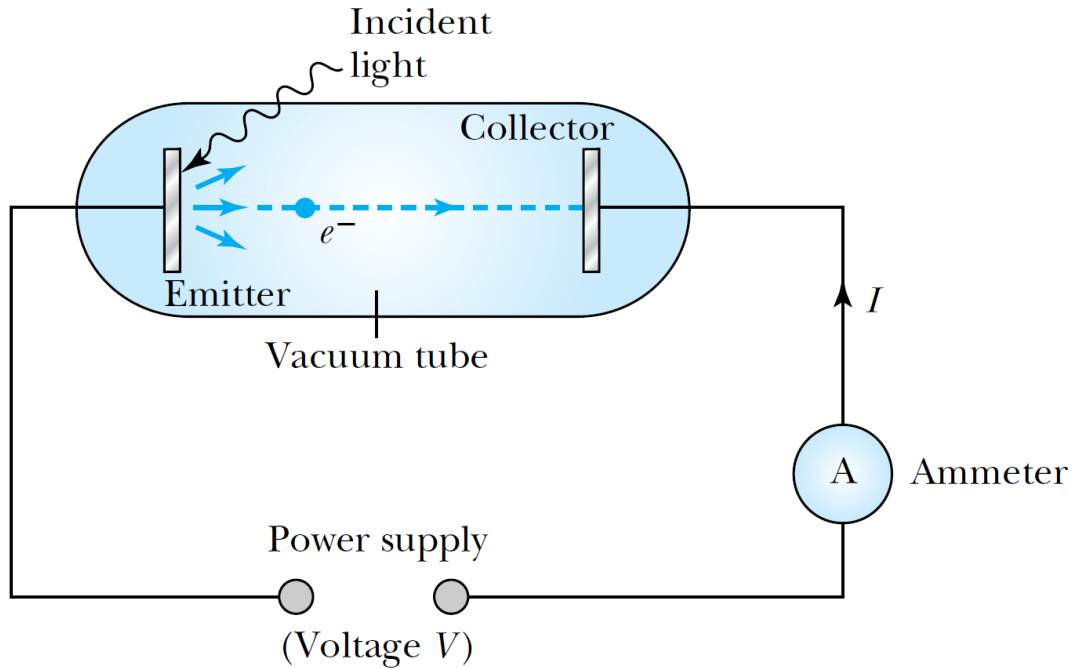 Incident
light
Collector
e⁻
Emitter
I
Vacuum tube
A
Ammeter
Power supply
(Voltage V)